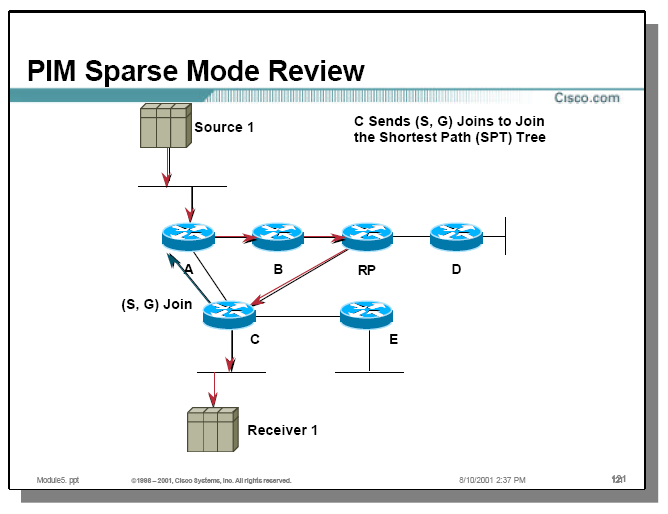 PIM Sparse Mode Review
Cisco.com
Source 1
C Sends (S, G) Joins to Join
the Shortest Path (SPT) Tree
A
B
RP
D
(S, G) Join
C
E
Receiver 1
Module5. ppt
©1998 – 2001, Cisco Systems, Inc. All rights reserved.
8/10/2001 2:37 PM
121